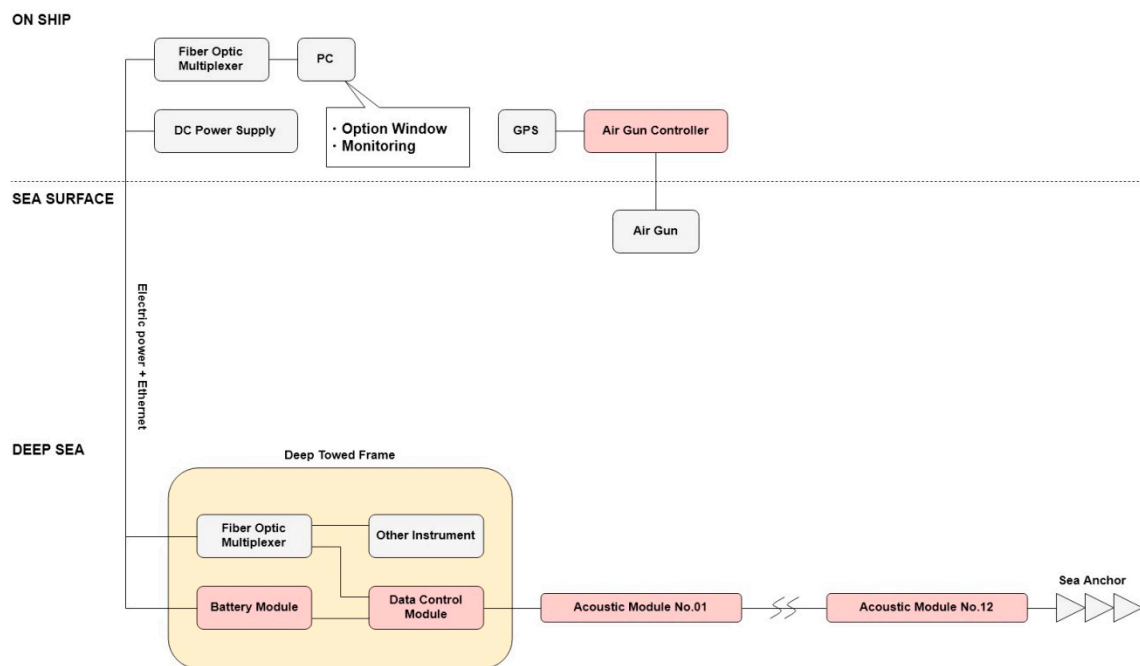 ON SHIP
Fiber Optic
Multiplexer
PC
DC Power Supply
・ Option Window
・ Monitoring
GPS
Air Gun Controller
SEA SURFACE
Air Gun
Electric power + Ethernet
DEEP SEA
Deep Towed Frame
Fiber Optic
Multiplexer
Other Instrument
Battery Module
Data Control
Module
Acoustic Module No.01
Acoustic Module No.12
Sea Anchor